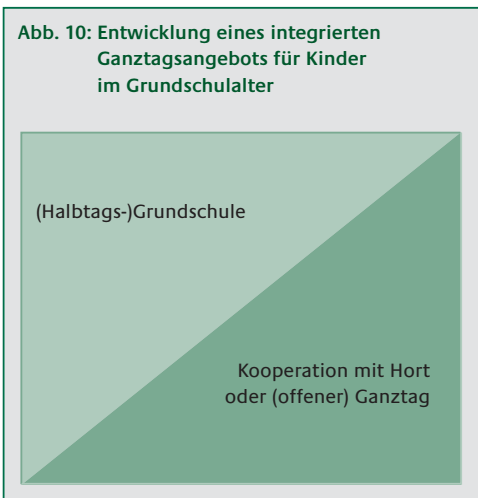 Abb. 10: Entwicklung eines integrierten
Ganztagsangebots für Kinder
im Grundschulalter
(Halbtags-)Grundschule
Kooperation mit Hort
oder (offener) Ganztag